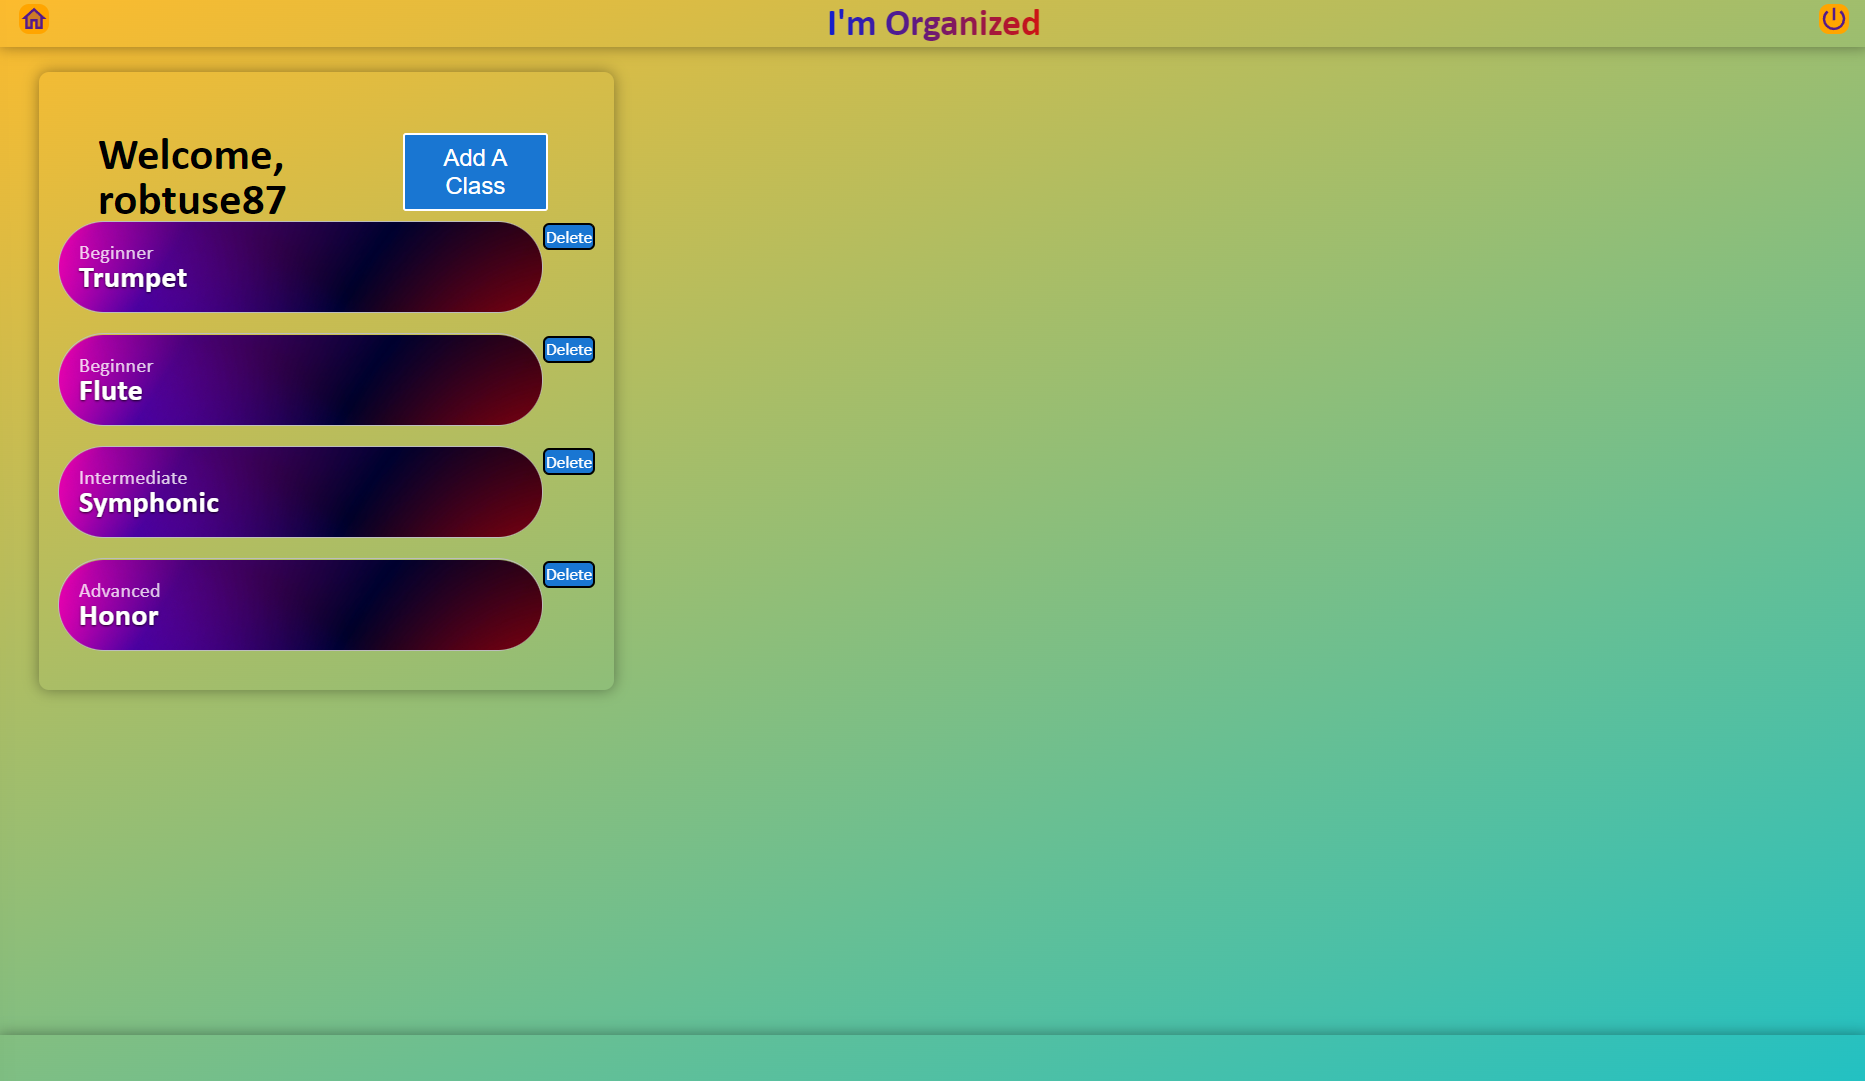 I'm Organized
Welcome,
robtuse87
Add A
Class
Beginner
Trumpet
Delete
Beginner
Flute
Delete
Intermediate
Symphonic
Delete
Advanced
Honor
Delete